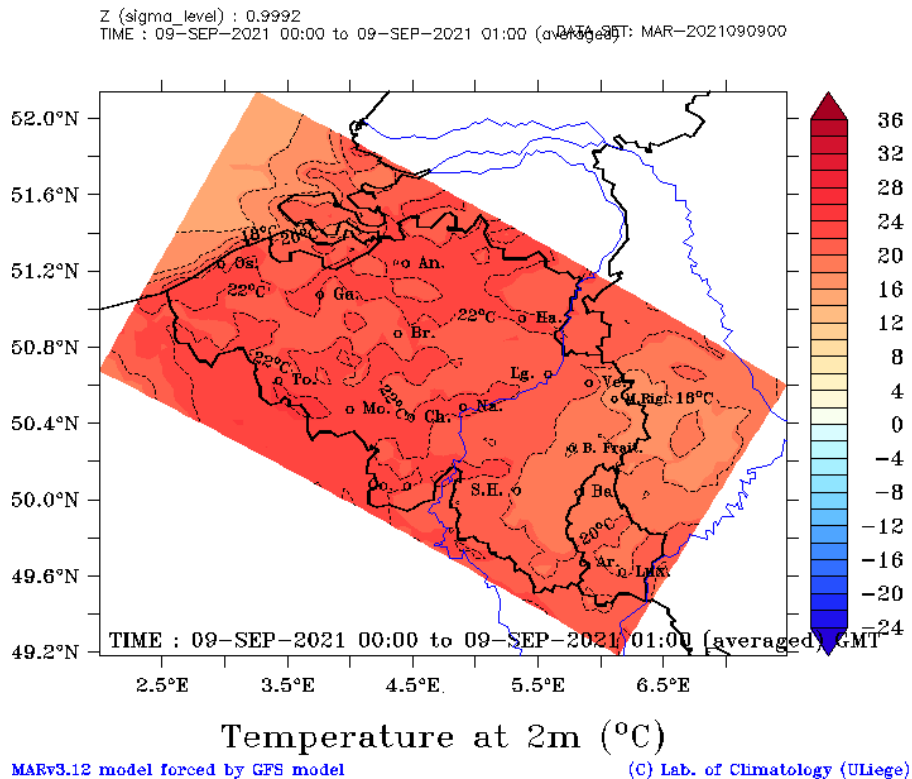 Z (sigma_level) : 0.9992
TIME : 09-SEP-2021 00:00 to 09-SEP-2021 01:00 (averaged) DATA SET: MAR-2021090900
52.0°N
51.6°N
51.2°N
50.8°N
50.4°N
50.0°N
49.6°N
49.2°N
18°C
20°C
Os.
An.
22°C
Ga.
22°C
Ha.
Br.
22°C
To.
Lg.
Ve.
22°C
M.Rigi.
18°C
Mo.
Ch.
Na.
B. Frait.
S.H.
Ba.
20°C
Ar.
Lux.
TIME : 09-SEP-2021 00:00 to 09-SEP-2021 01:00 (averaged) GMT
2.5°E 3.5°E 4.5°E 5.5°E 6.5°E
36
32
28
24
20
16
12
8
4
0
-4
-8
-12
-16
-20
-24
Temperature at 2m (°C)
MARv3.12 model forced by GFS model
(C) Lab. of Climatology (ULiege)